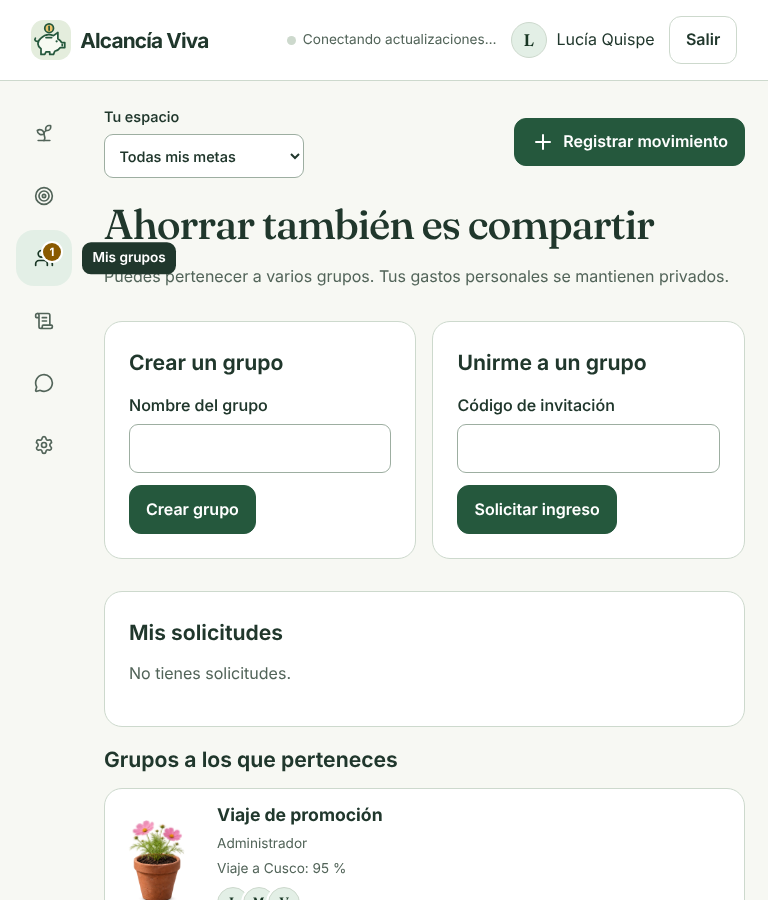 Alcancía Viva
Conectando actualizaciones...
L
Lucía Quispe
Salir
Tu espacio
Todas mis metas
Registrar movimiento
Ahorrar también es compartir
1
Mis grupos
Puedes pertenecer a varios grupos. Tus gastos personales se mantienen privados.
Crear un grupo
Nombre del grupo
Crear grupo
Unirme a un grupo
Código de invitación
Solicitar ingreso
Mis solicitudes
No tienes solicitudes.
Grupos a los que perteneces
Viaje de promoción
Administrador
Viaje a Cusco: 95 %